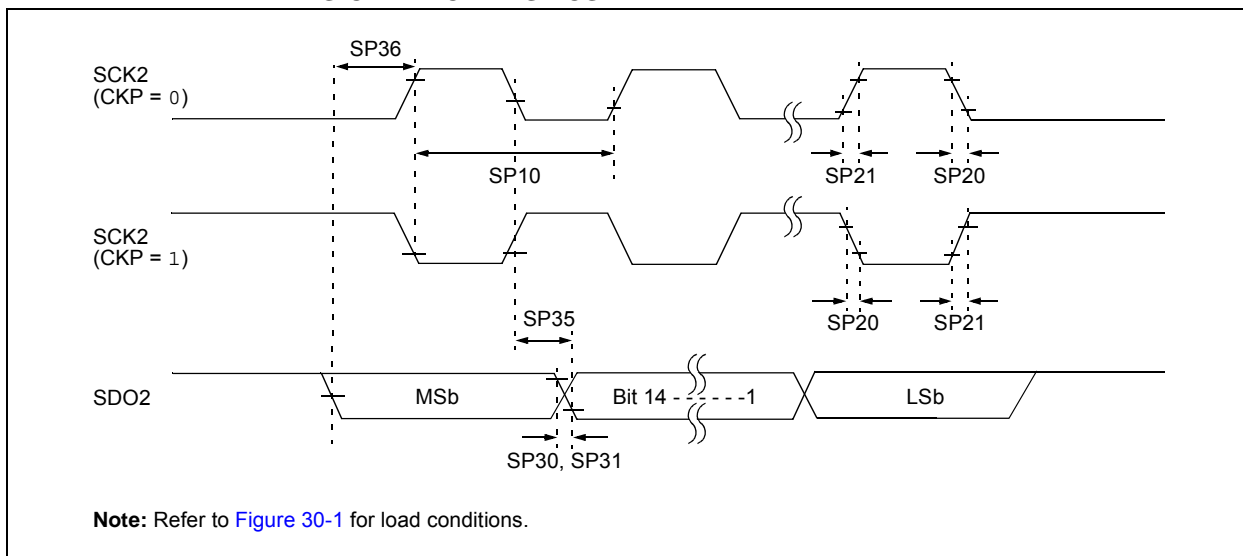 SP36
SCK2
(CKP = 0)
SP10
SP21
SP20
SCK2
(CKP = 1)
SP35
SP20
SP21
SDO2
MSb
Bit 14 - - - - - -1
LSb
SP30, SP31
Note: Refer to Figure 30-1 for load conditions.